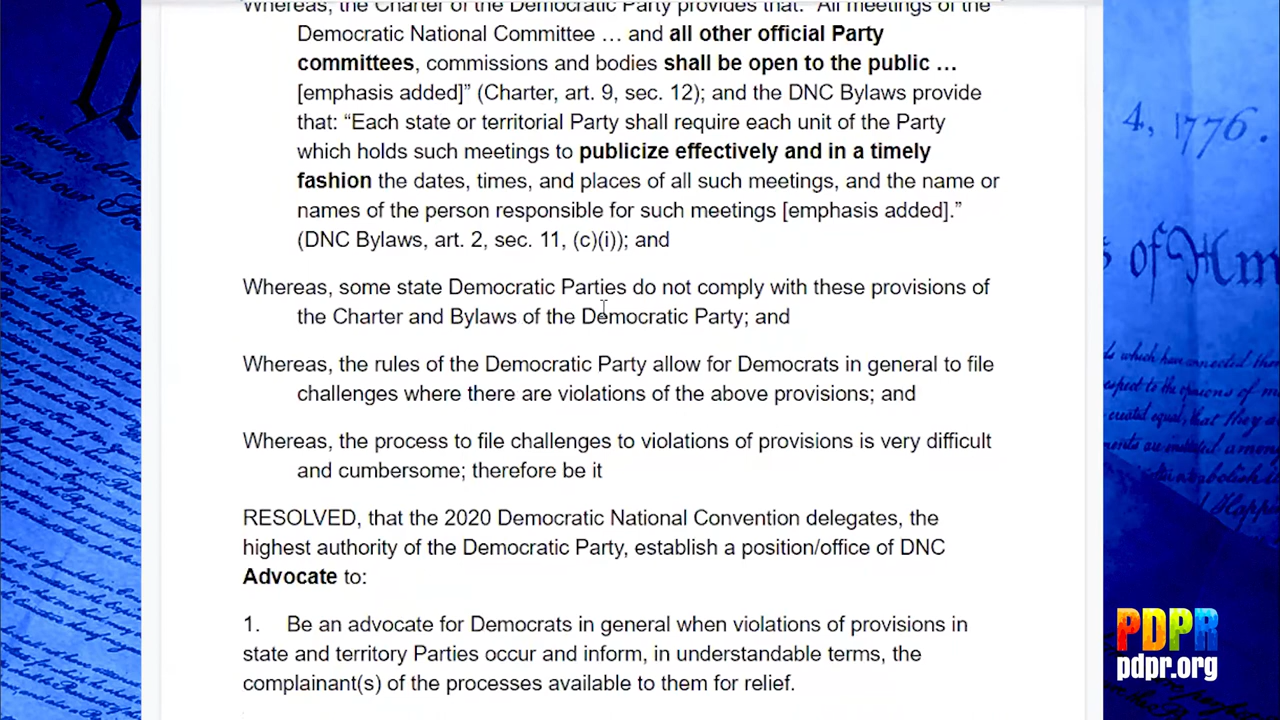 Whereas, the Charter of the Democratic Party provides that: “All meetings of the
Democratic National Committee … and all other official Party
committees, commissions and bodies shall be open to the public …
[emphasis added]” (Charter, art. 9, sec. 12); and the DNC Bylaws provide
that: “Each state or territorial Party shall require each unit of the Party
which holds such meetings to publicize effectively and in a timely
fashion the dates, times, and places of all such meetings, and the name or
names of the person responsible for such meetings [emphasis added].”
(DNC Bylaws, art. 2, sec. 11, (c)(i)); and
Whereas, some state Democratic Parties do not comply with these provisions of
the Charter and Bylaws of the Democratic Party; and
Whereas, the rules of the Democratic Party allow for Democrats in general to file
challenges where there are violations of the above provisions; and
Whereas, the process to file challenges to violations of provisions is very difficult
and cumbersome; therefore be it
RESOLVED, that the 2020 Democratic National Convention delegates, the
highest authority of the Democratic Party, establish a position/office of DNC
Advocate to:
1. Be an advocate for Democrats in general when violations of provisions in
state and territory Parties occur and inform, in understandable terms, the
complainant(s) of the processes available to them for relief.
4, 1776.
of
which have connected
to the
created equal, that they
among
PDPR
pdpr.org